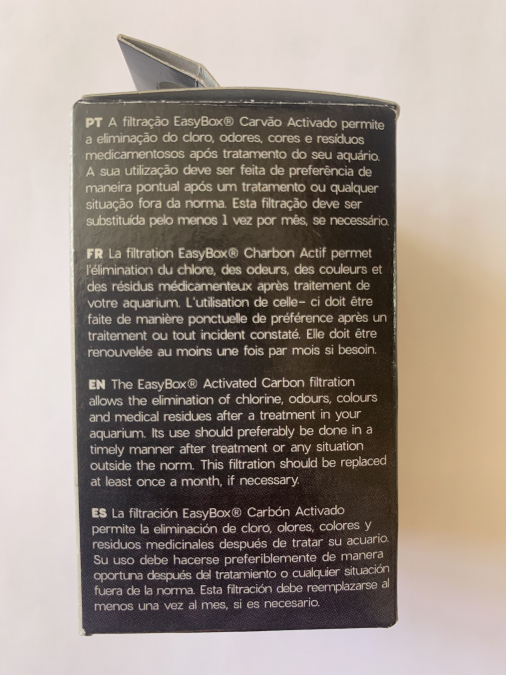 PT A filtração EasyBox® Carvão Activado permite
a eliminação do cloro, odores, cores e resíduos
medicamentosos após tratamento do seu aquário.
A sua utilização deve ser feita de preferência de
maneira pontual após um tratamento ou qualquer
situação fora da norma. Esta filtração deve ser
substituída pelo menos 1 vez por mês, se necessário.
FR La filtration EasyBox® Charbon Actif permet
l'élimination du chlore, des odeurs, des couleurs et
des résidus médicamenteux après traitement de
votre aquarium. L'utilisation de celle- ci doit être
faite de manière ponctuelle de préférence après un
traitement ou tout incident constaté. Elle doit être
renouvelée au moins une fois par mois si besoin.
EN The EasyBox® Activated Carbon filtration
allows the elimination of chlorine, odours, colours
and medical residues after a treatment in your
aquarium. Its use should preferably be done in a
timely manner after treatment or any situation
outside the norm. This filtration should be replaced
at least once a month, if necessary.
ES La filtración EasyBox® Carbón Activado
permite la eliminación de cloro, olores, colores y
residuos medicinales después de tratar su acuario.
Su uso debe hacerse preferiblemente de manera
oportuna después del tratamiento o cualquier situación
fuera de la norma. Esta filtración debe reemplazarse al
menos una vez al mes, si es necesario.